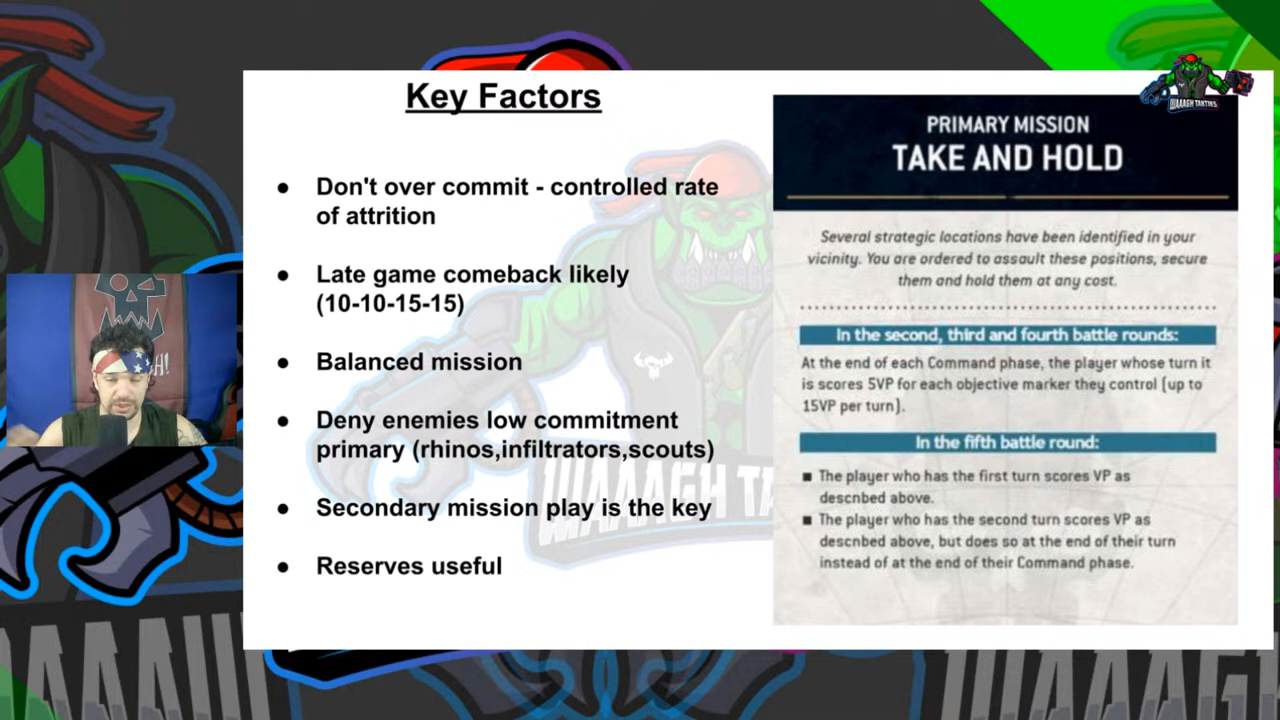 Key Factors
● Don't over commit - controlled rate
of attrition
● Late game comeback likely
(10-10-15-15)
● Balanced mission
● Deny enemies low commitment
primary (rhinos,infiltrators,scouts)
● Secondary mission play is the key
● Reserves useful
WAAAGH TAKTIKS
PRIMARY MISSION
TAKE AND HOLD
Several strategic locations have been identified in your
vicinity. You are ordered to assault these positions, secure
them and hold them at any cost.
In the second, third and fourth battle rounds:
At the end of each Command phase, the player whose turn it
is scores 5VP for each objective marker they control (up to
15VP per turn).
In the fifth battle round:
■ The player who has the first turn scores VP as
descnbed above.
■ The player who has the second turn scores VP as
descnbed above, but does so at the end of their turn
instead of at the end of their Command phase.
WAAAGH TAK